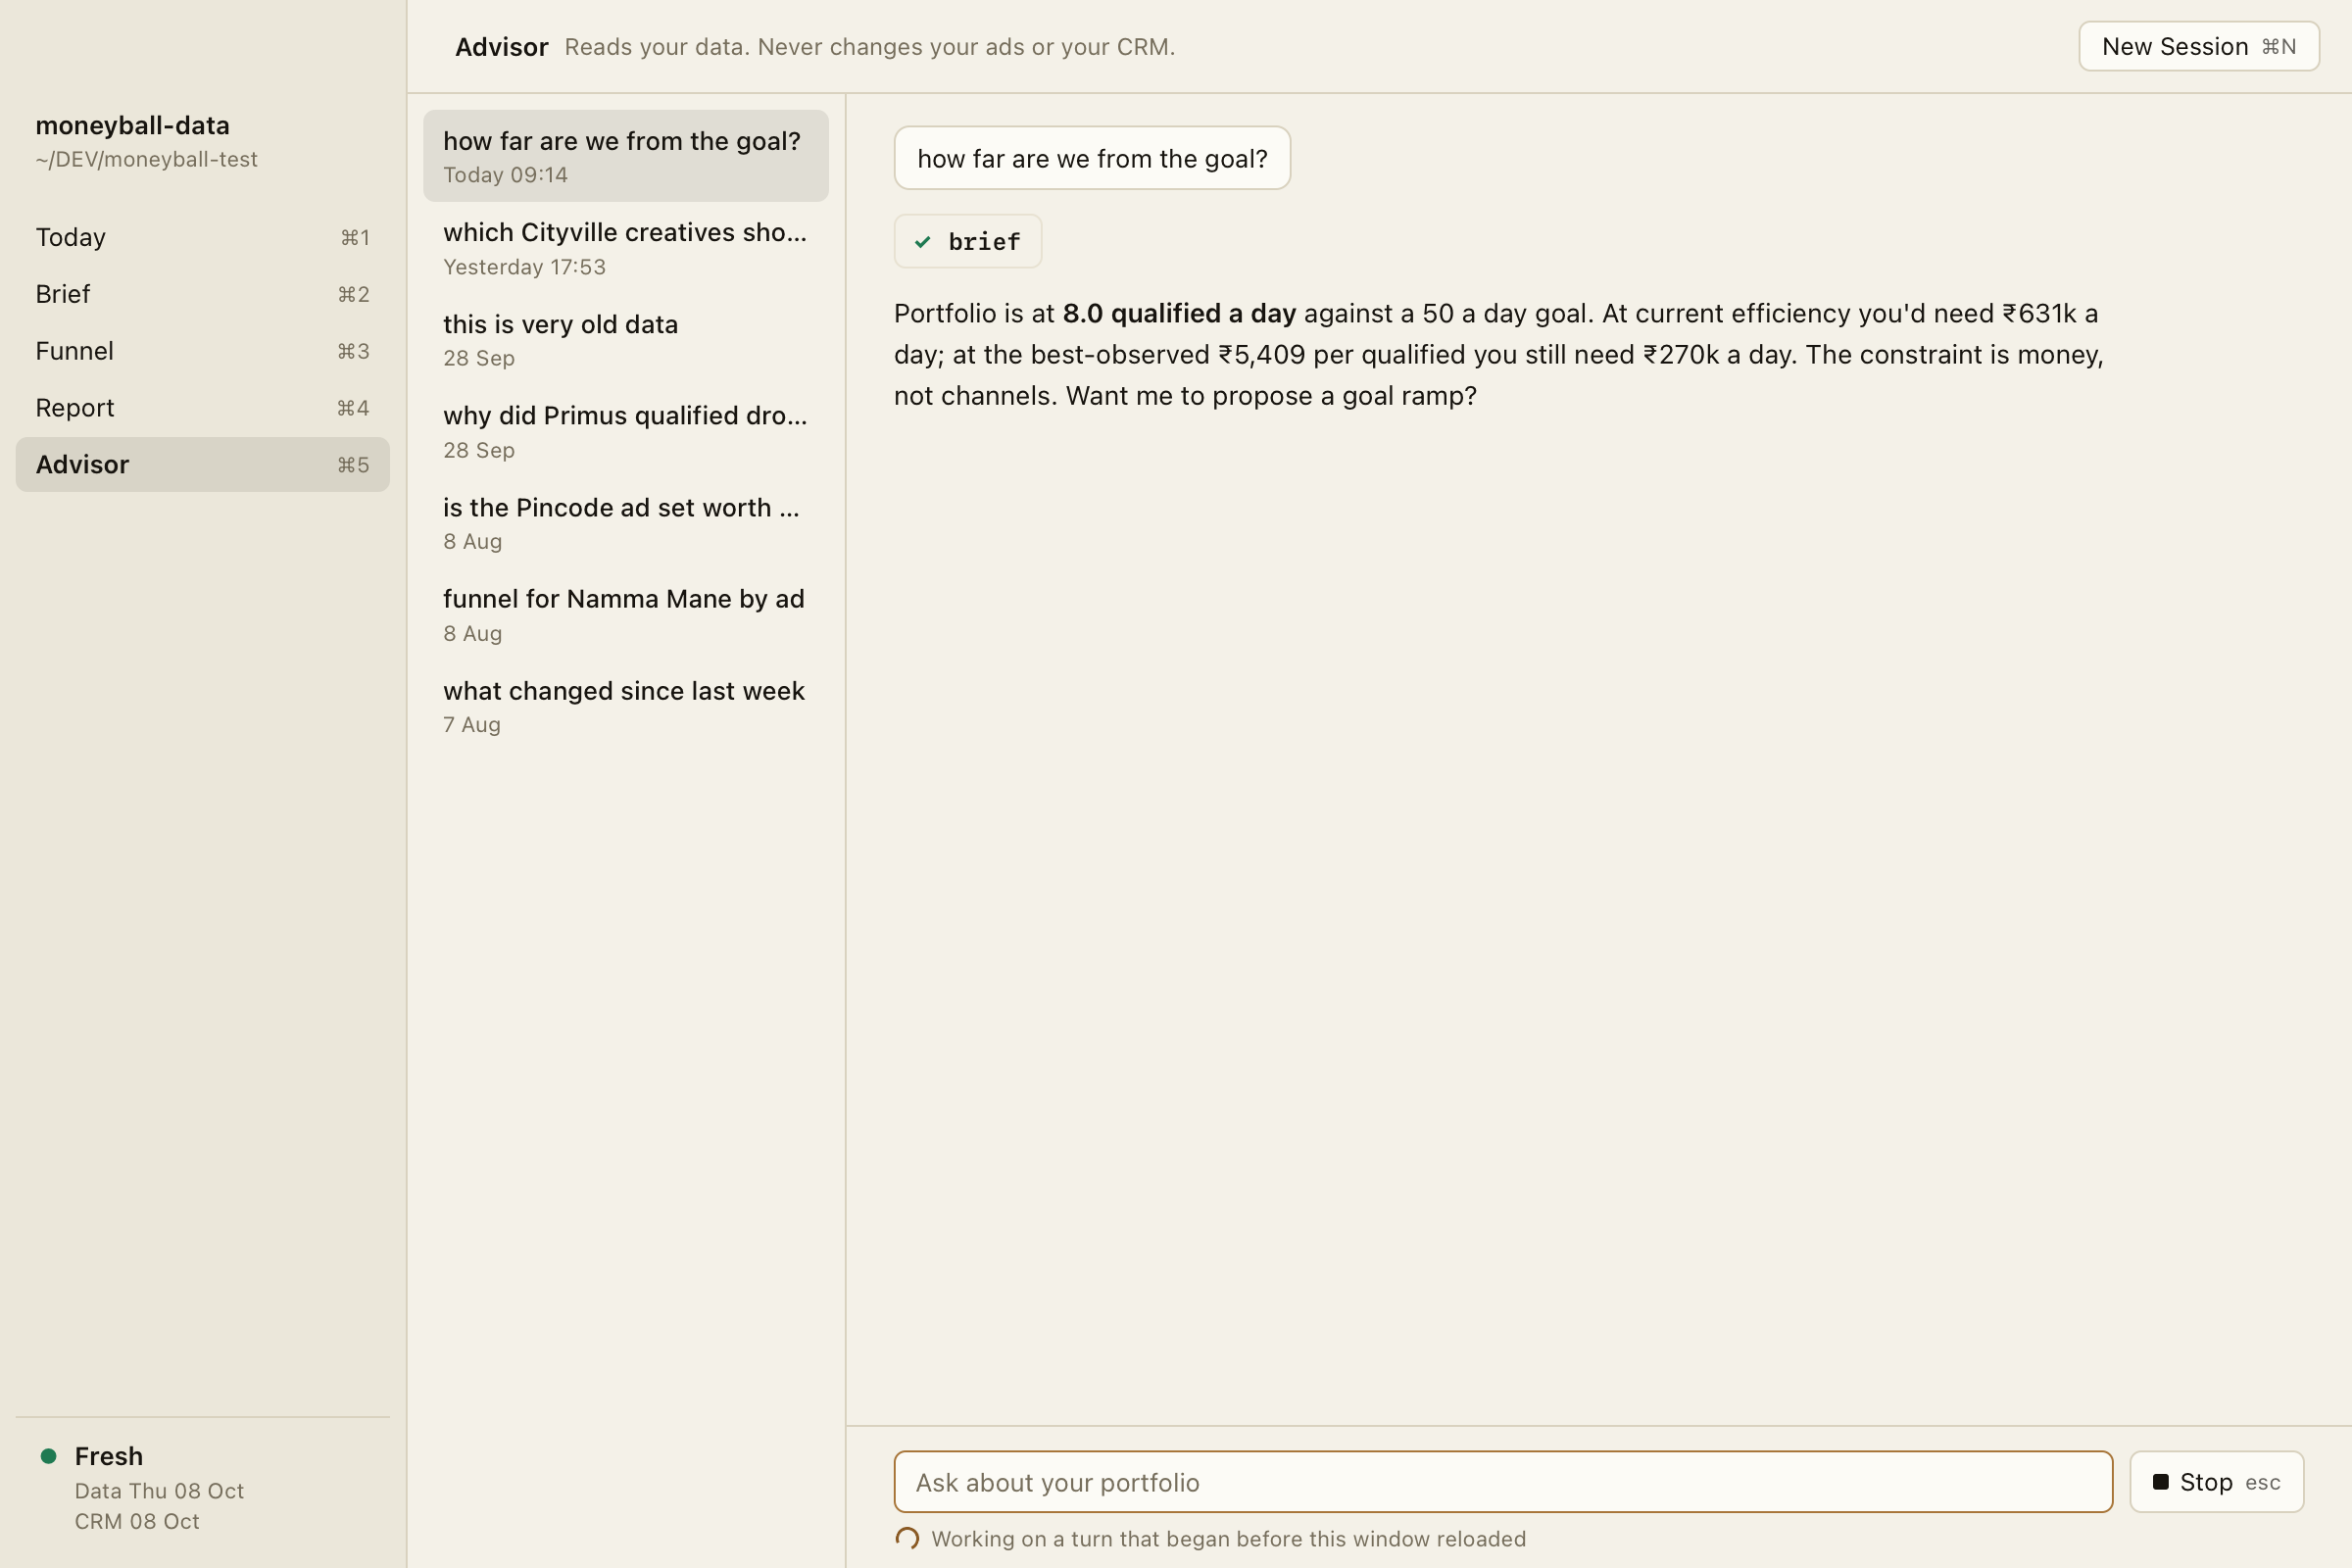 moneyball-data
~/DEV/moneyball-test
Today ⌘1
Brief ⌘2
Funnel ⌘3
Report ⌘4
Advisor ⌘5
Fresh
Data Thu 08 Oct
CRM 08 Oct
Advisor Reads your data. Never changes your ads or your CRM.
New Session ⌘N
how far are we from the goal?
Today 09:14
which Cityville creatives sho...
Yesterday 17:53
this is very old data
28 Sep
why did Primus qualified dro...
28 Sep
is the Pincode ad set worth ...
8 Aug
funnel for Namma Mane by ad
8 Aug
what changed since last week
7 Aug
how far are we from the goal?
✓ brief
Portfolio is at 8.0 qualified a day against a 50 a day goal. At current efficiency you'd need ₹631k a
day; at the best-observed ₹5,409 per qualified you still need ₹270k a day. The constraint is money,
not channels. Want me to propose a goal ramp?
Ask about your portfolio
Stop esc
Working on a turn that began before this window reloaded